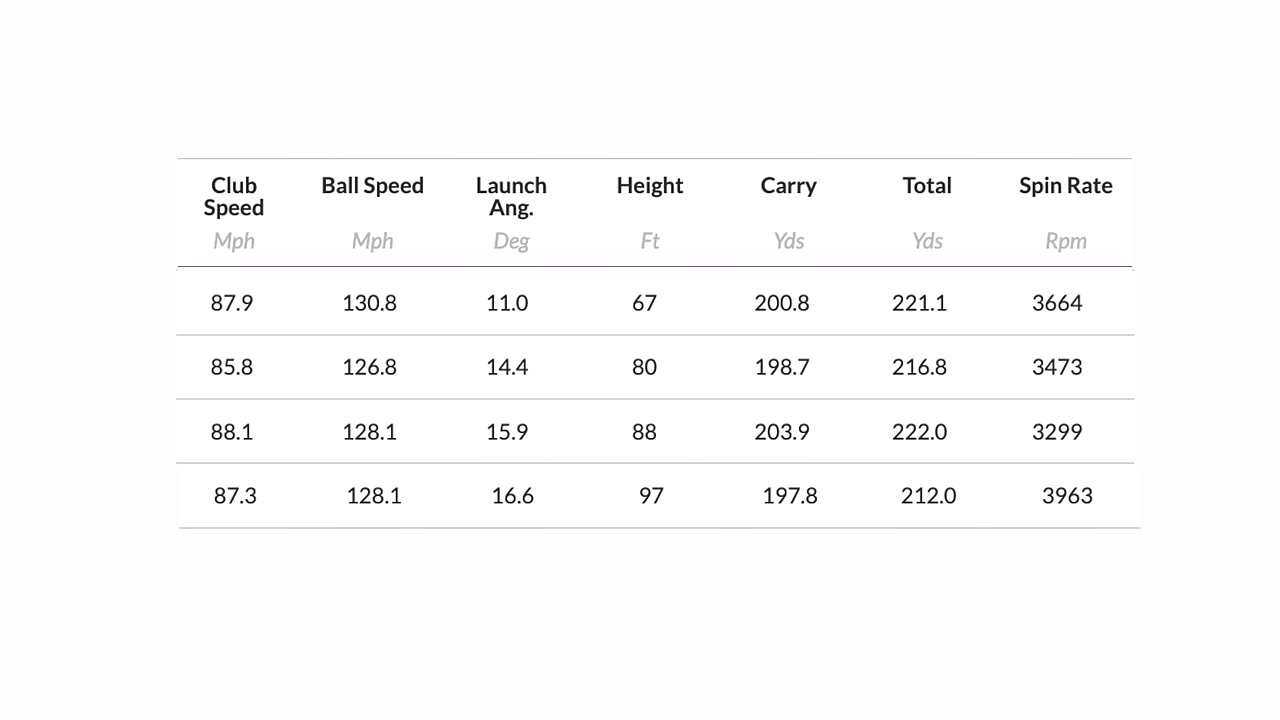 Club Speed Ball Speed Launch Ang. Height Carry Total Spin Rate
Mph Mph Deg Ft Yds Yds Rpm
87.9 130.8 11.0 67 200.8 221.1 3664
85.8 126.8 14.4 80 198.7 216.8 3473
88.1 128.1 15.9 88 203.9 222.0 3299
87.3 128.1 16.6 97 197.8 212.0 3963